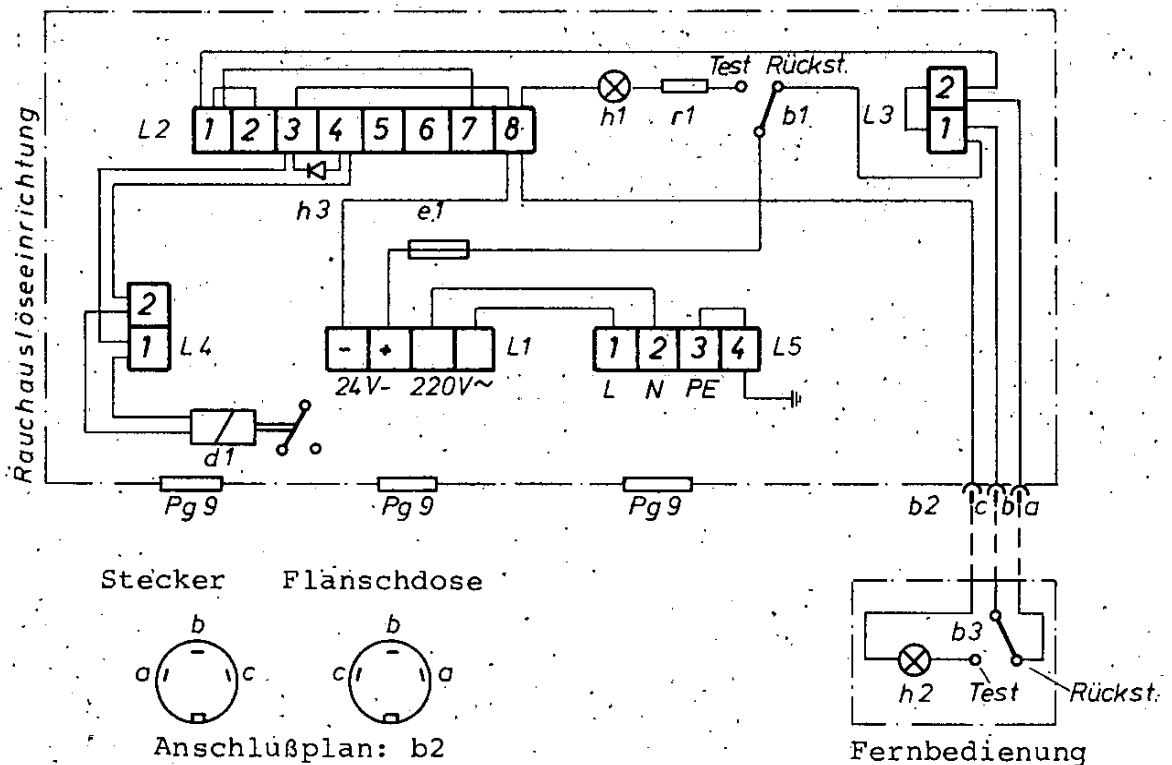 Rauchauslöseeinrichtung
Test Rückst.
h1 r1 b1
L2 1 2 3 4 5 6 7 8
L3 2
1
h3 e1
2
1 L4
- + L1
24V- 220V~
1 2 3 4 L5
L N PE
d1
Pg 9 Pg 9 Pg 9
b2 c b a
Stecker Flanschdose
b b
a c c a
Anschlußplan: b2
b3
h2 Test Rückst.
Fernbedienung